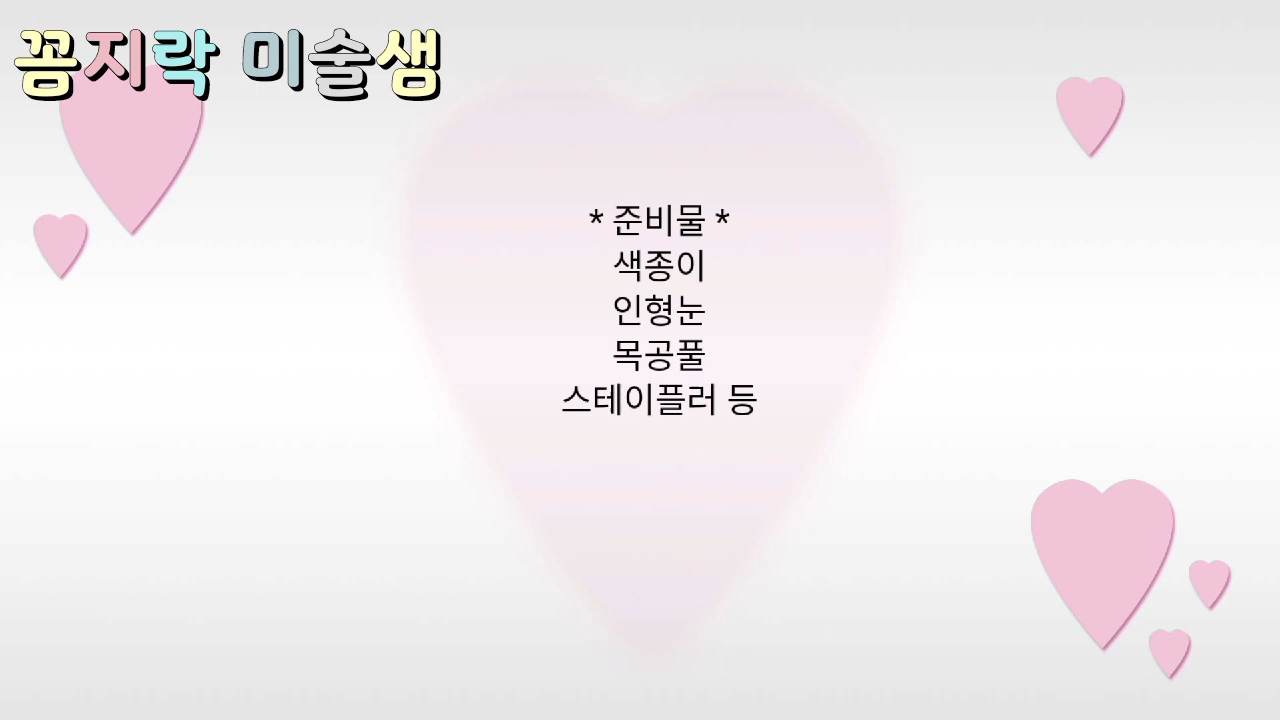 꼼지락 미술샘
* 준비물 *
색종이
인형눈
목공풀
스테이플러 등